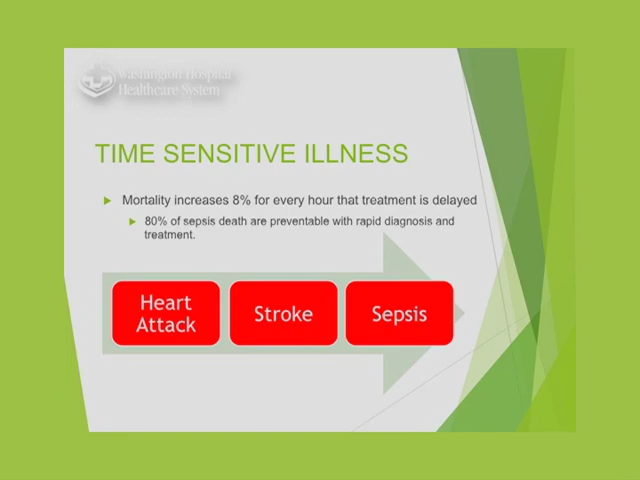 Washington Hospital
Healthcare System
TIME SENSITIVE ILLNESS
Mortality increases 8% for every hour that treatment is delayed
80% of sepsis death are preventable with rapid diagnosis and
treatment.
Heart
Attack
Stroke
Sepsis